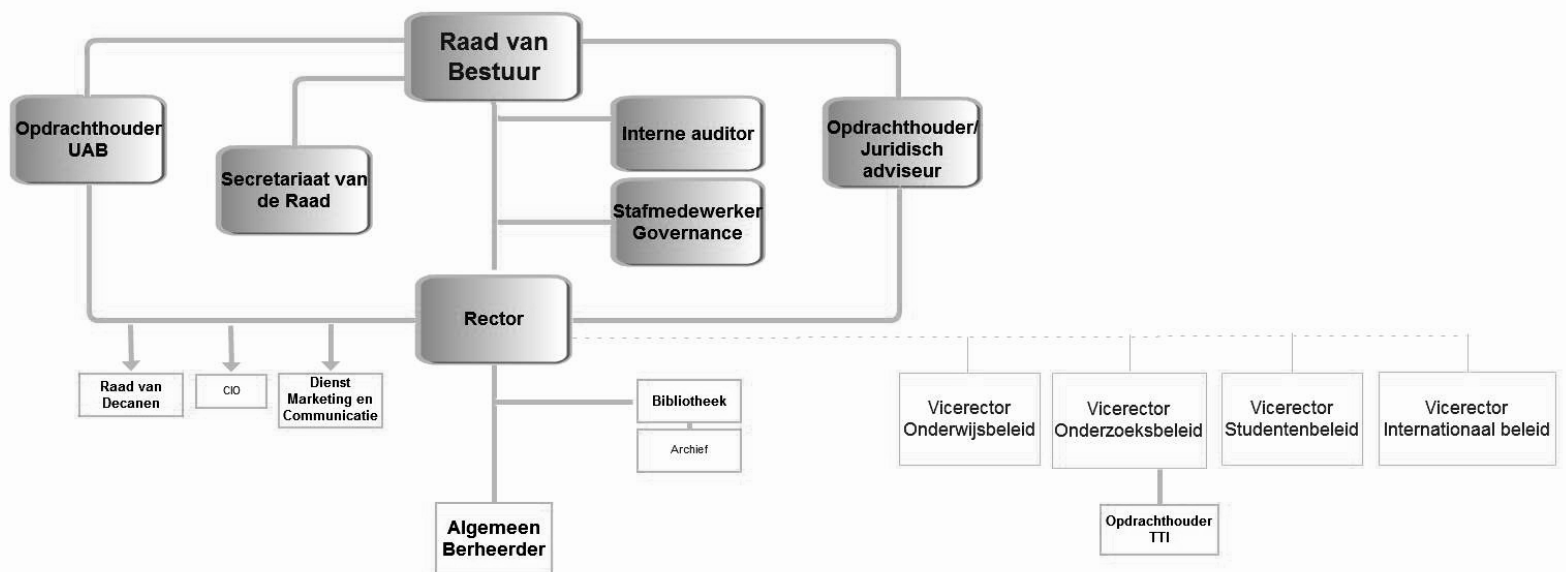 Raad van
Bestuur
Opdrachthouder
UAB
Secretariaat van
de Raad
Interne auditor
Stafmedewerker
Governance
Opdrachthouder/
Juridisch
adviseur
Rector
Raad van
Decanen
CIO
Dienst
Marketing en
Communicatie
Bibliotheek
Archief
Algemeen
Berheerder
Vicerector
Onderwijsbeleid
Vicerector
Onderzoeksbeleid
Vicerector
Studentenbeleid
Vicerector
Internationaal beleid
Opdrachthouder
TTI